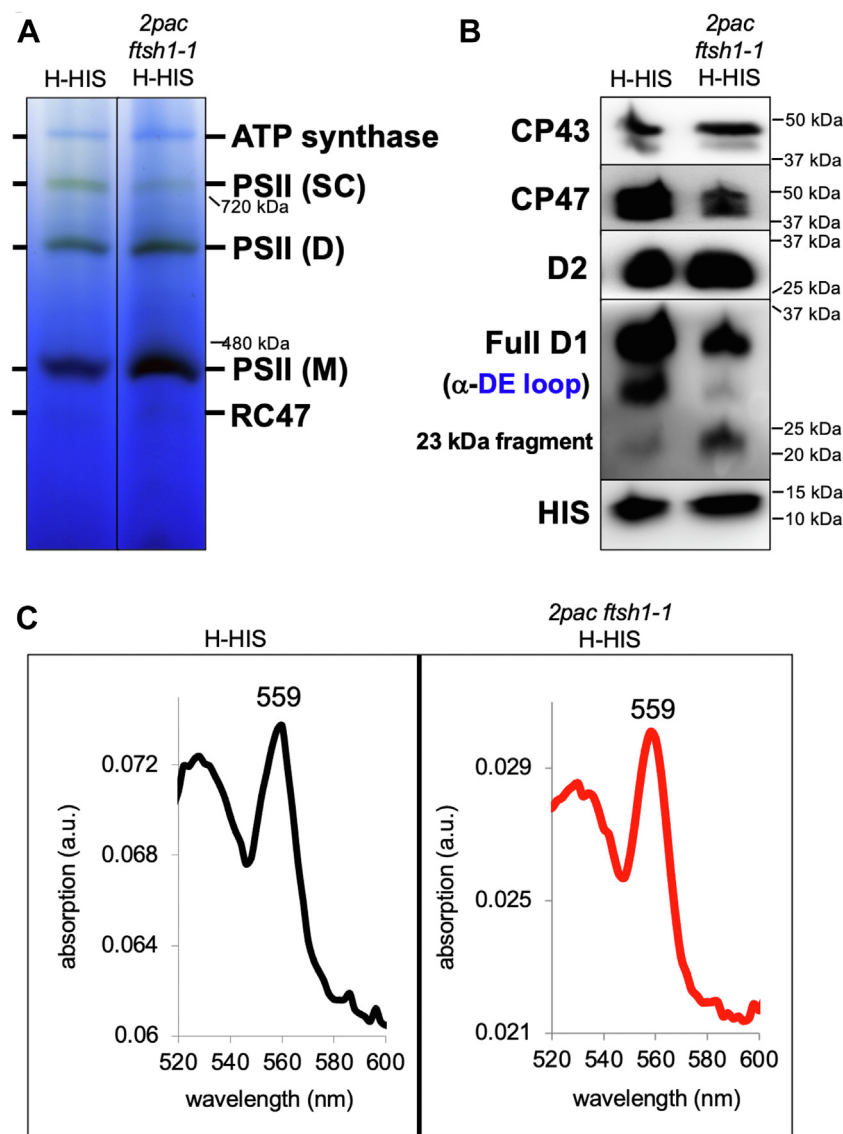 A
H-HIS
2pac
ftsh1-1
H-HIS
ATP synthase
PSII (SC)
720 kDa
PSII (D)
480 kDa
PSII (M)
RC47
B
H-HIS
2pac
ftsh1-1
H-HIS
CP43
50 kDa
37 kDa
CP47
50 kDa
37 kDa
D2
37 kDa
25 kDa
Full D1
37 kDa
(α-DE loop)
23 kDa fragment
25 kDa
20 kDa
HIS
15 kDa
10 kDa
C
H-HIS
559
absorption (a.u.)
0.072
0.068
0.064
0.06
520 540 560 580 600
wavelength (nm)
2pac ftsh1-1
H-HIS
559
absorption (a.u.)
0.029
0.025
0.021
520 540 560 580 600
wavelength (nm)